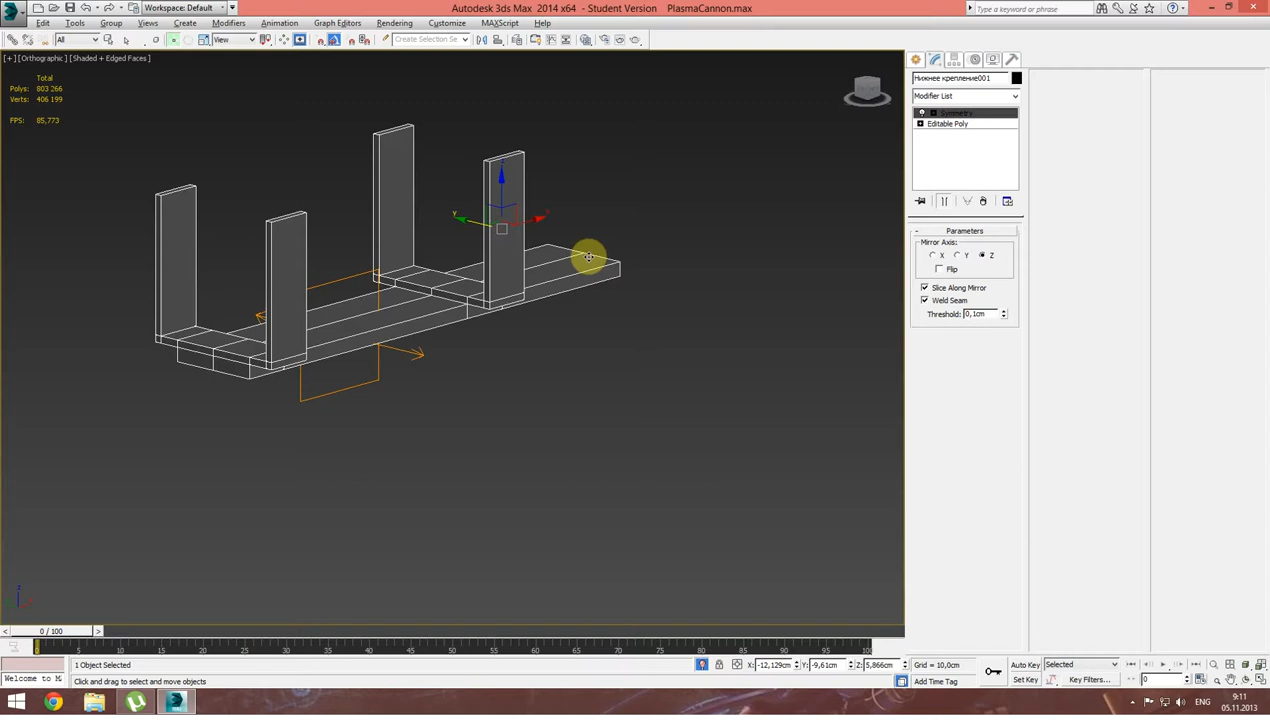 Autodesk 3ds Max 2014 x64 - Student Version PlasmaCannon.max
Workspace: Default
Type a keyword or phrase
Edit Tools Group Views Create Modifiers Animation Graph Editors Rendering Customize MAXScript Help
All View Create Selection Se
[+] [Orthographic] [Shaded + Edged Faces]
Total
Polys: 803 266
Verts: 406 199
FPS: 85,773
Нижнее крепление001
Modifier List
Symmetry
Editable Poly
Parameters
Mirror Axis:
X Y Z
Flip
Slice Along Mirror
Weld Seam
Threshold: 0,1cm
y
x
z
0 / 100
0 5 10 15 20 25 30 35 40 45 50 55 60 65 70 75 80 85 90 95 100
1 Object Selected X: -12,129cm Y: -9,61cm Z: 5,866cm Grid = 10,0cm Auto Key Selected
Welcome to M Click and drag to select and move objects Add Time Tag Set Key Key Filters... 0
ENG 9:11
05.11.2013